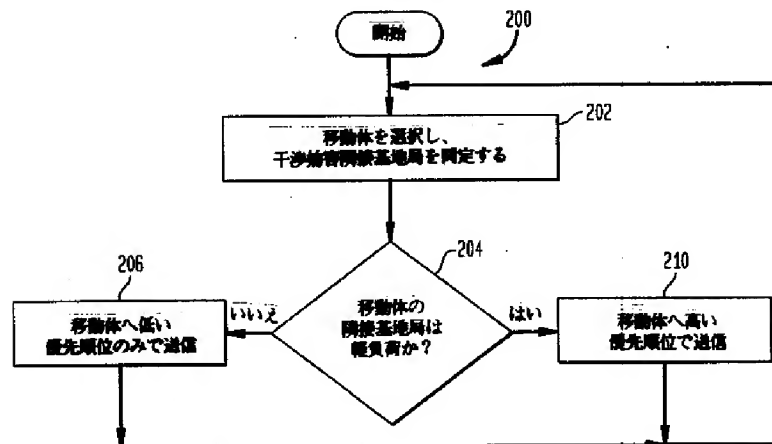 開始
200
202
移動体を選択し、
干渉妨害隣接基地局を同定する
204
移動体の
隣接基地局は
軽負荷か？
206
いいえ
移動体へ低い
優先順位のみで送信
はい
210
移動体へ高い
優先順位で送信